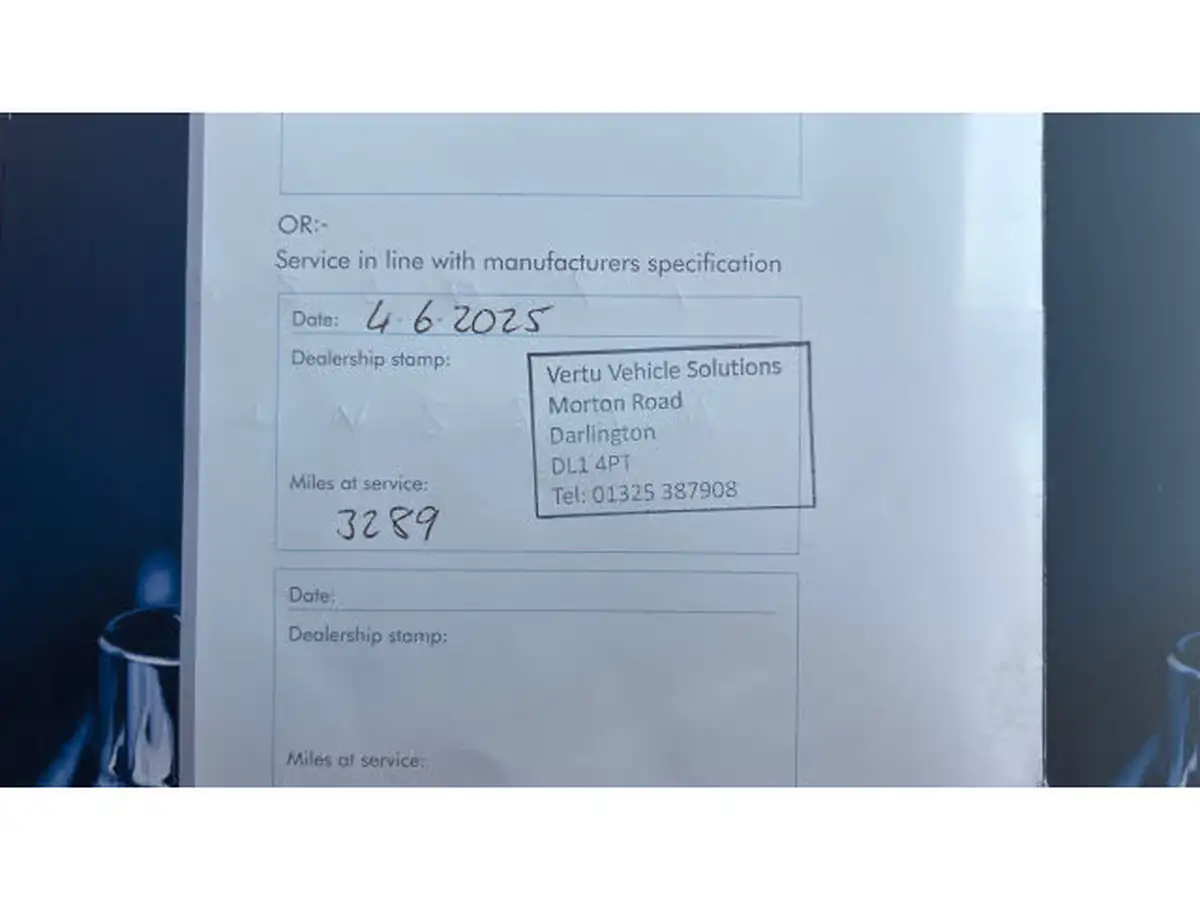 OR:-
Service in line with manufacturers specification
Date: 4·6·2025
Dealership stamp:
Vertu Vehicle Solutions
Morton Road
Darlington
DL1 4PT
Tel: 01325 387908
Miles at service:
3289
Date:
Dealership stamp:
Miles at service: